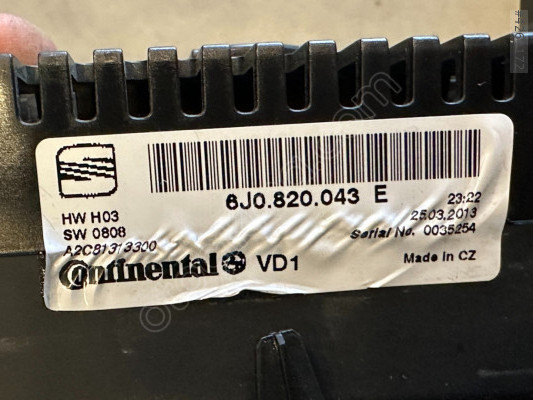 6J0.820.043 E
HW H03
SW 0808
A2C81313300
23:22
25.03.2013
Serial No. 0035254
Continental VD1
Made in CZ